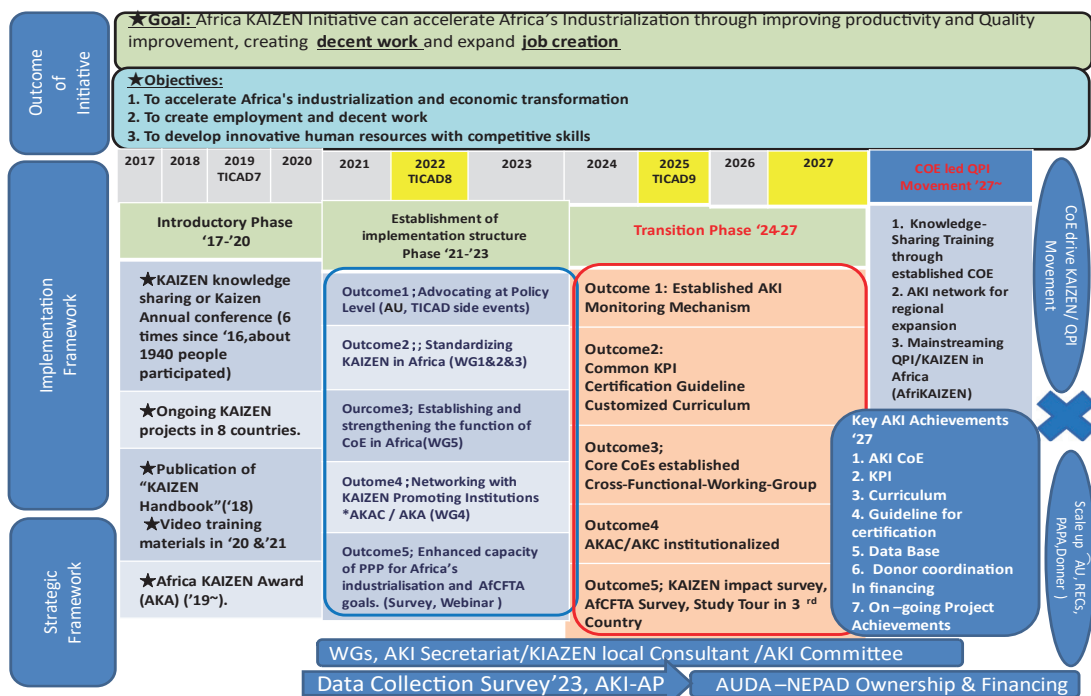 Outcome
of
Initiative
★Goal: Africa KAIZEN Initiative can accelerate Africa's Industrialization through improving productivity and Quality
improvement, creating decent work and expand job creation
★Objectives:
1. To accelerate Africa's industrialization and economic transformation
2. To create employment and decent work
3. To develop innovative human resources with competitive skills
Implementation
Framework
Strategic
Framework
2017
2018
2019
TICAD7
2020
2021
2022
TICAD8
2023
2024
2025
TICAD9
2026
2027
COE led QPI
Movement '27~
Introductory Phase
'17-'20
★KAIZEN knowledge
sharing or Kaizen
Annual conference (6
times since '16,about
1940 people
participated)
★Ongoing KAIZEN
projects in 8 countries.
★Publication of
"KAIZEN
Handbook"('18)
★Video training
materials in '20 &'21
★Africa KAIZEN Award
(AKA) ('19~).
Establishment of
implementation structure
Phase '21-'23
Outcome1 ; Advocating at Policy
Level (AU, TICAD side events)
Outcome2 ; ; Standardizing
KAIZEN in Africa (WG1&2&3)
Ourcome3; Establishing and
strengthening the function of
CoE in Africa(WG5)
Outome4 ; Networking with
KAIZEN Promoting Institutions
*AKAC / AKA (WG4)
Outcome5; Enhanced capacity
of PPP for Africa's
industrialisation and AfCFTA
goals. (Survey, Webinar )
Transition Phase '24-27
Outcome 1: Established AKI
Monitoring Mechanism
Outcome2:
Common KPI
Certification Guideline
Customized Curriculum
Outcome3;
Core CoEs established
Cross-Functional-Working-Group
Outcome4
AKAC/AKC institutionalized
Outcome5; KAIZEN impact survey,
AfCFTA Survey, Study Tour in 3 rd
Country
1. Knowledge-
Sharing Training
through
established COE
2. AKI network for
regional
expansion
3. Mainstreaming
QPI/KAIZEN in
Africa
(AfriKAIZEN)
Key AKI Achievements
'27
1. AKI CoE
2. KPI
3. Curriculum
4. Guideline for
certification
5. Data Base
6. Donor coordination
In financing
7. On –going Project
Achievements
CoE drive KAIZEN/ QPI
Movement
Scale up ( AU, RECs,
PAPA,Donner )
WGs, AKI Secretariat/KIAZEN local Consultant /AKI Committee
Data Collection Survey'23, AKI-AP
AUDA –NEPAD Ownership & Financing